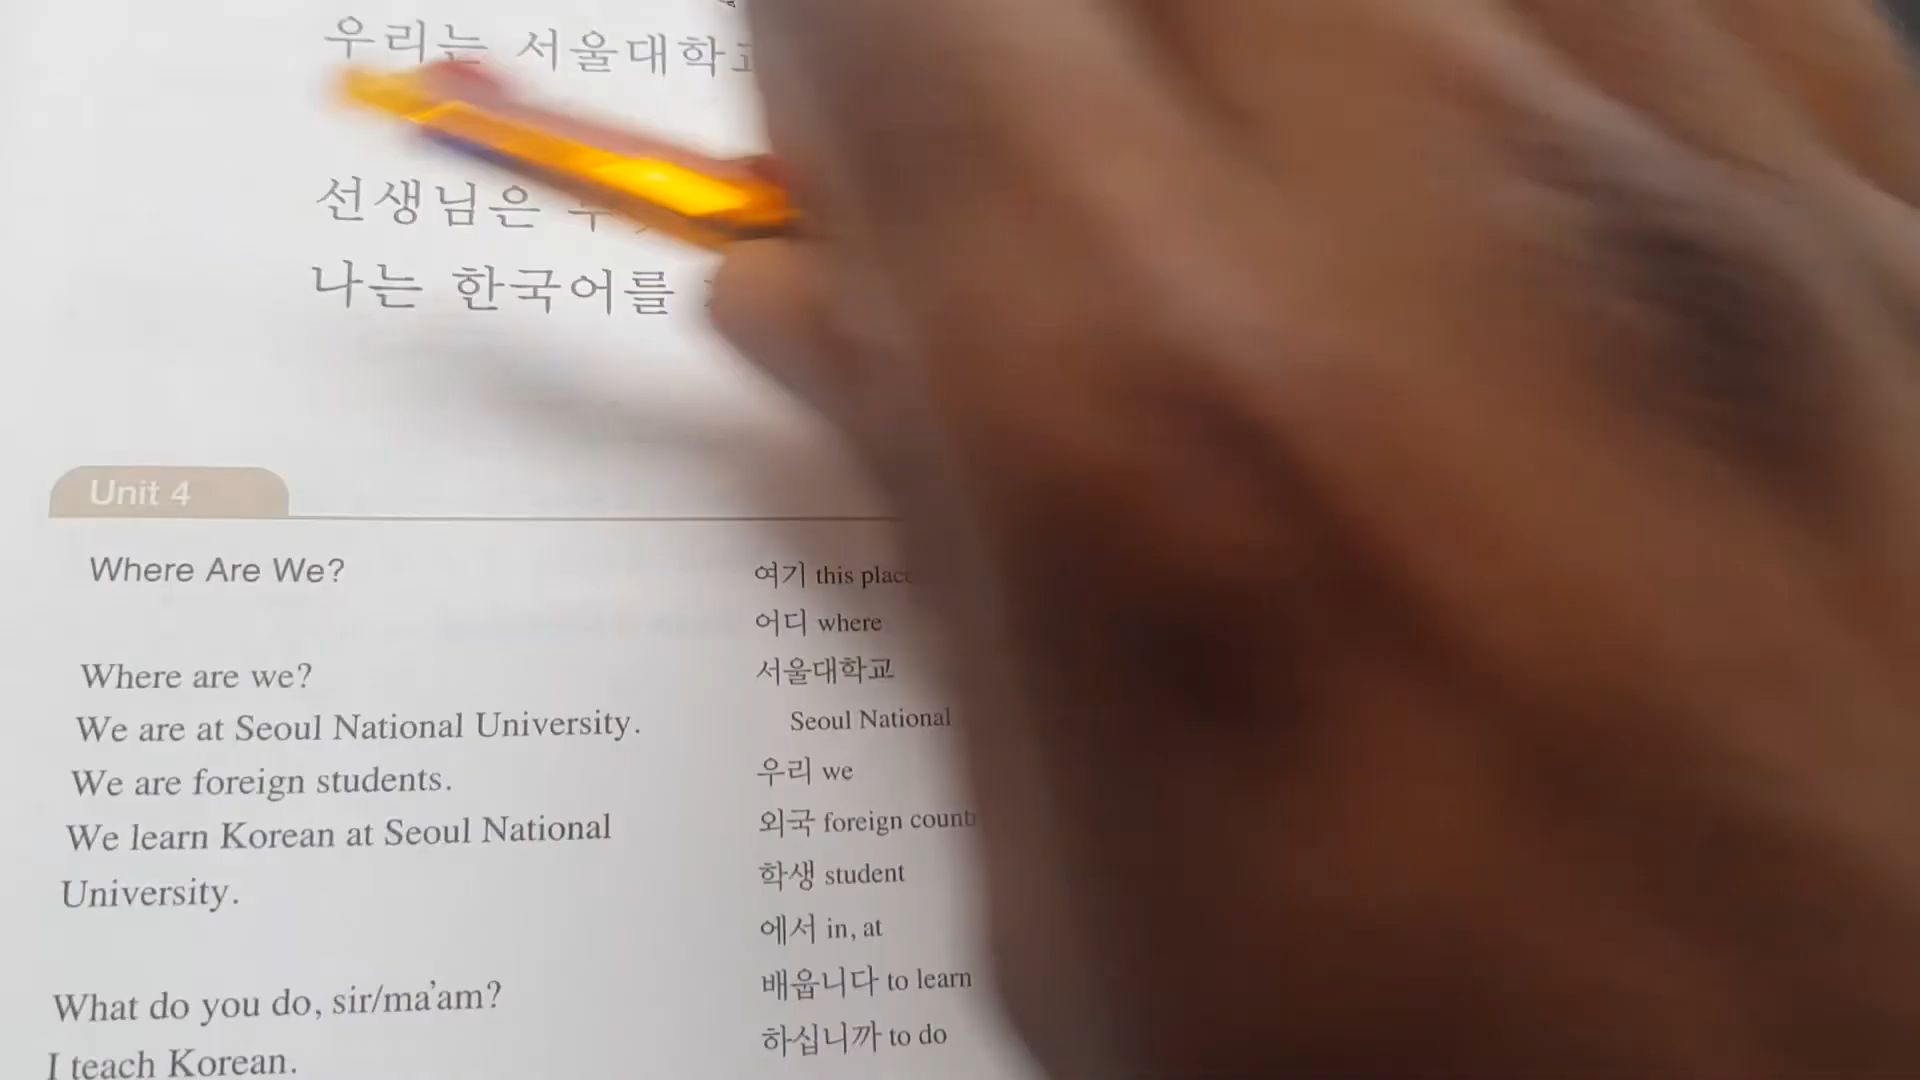 우리는 서울대학교
선생님은
나는 한국어를
Unit 4
Where Are We?
Where are we?
We are at Seoul National University.
We are foreign students.
We learn Korean at Seoul National
University.
What do you do, sir/ma'am?
I teach Korean.
여기 this place
어디 where
서울대학교
Seoul National
우리 we
외국 foreign
학생 student
에서 in, at
배웁니다 to learn
하십니까 to do